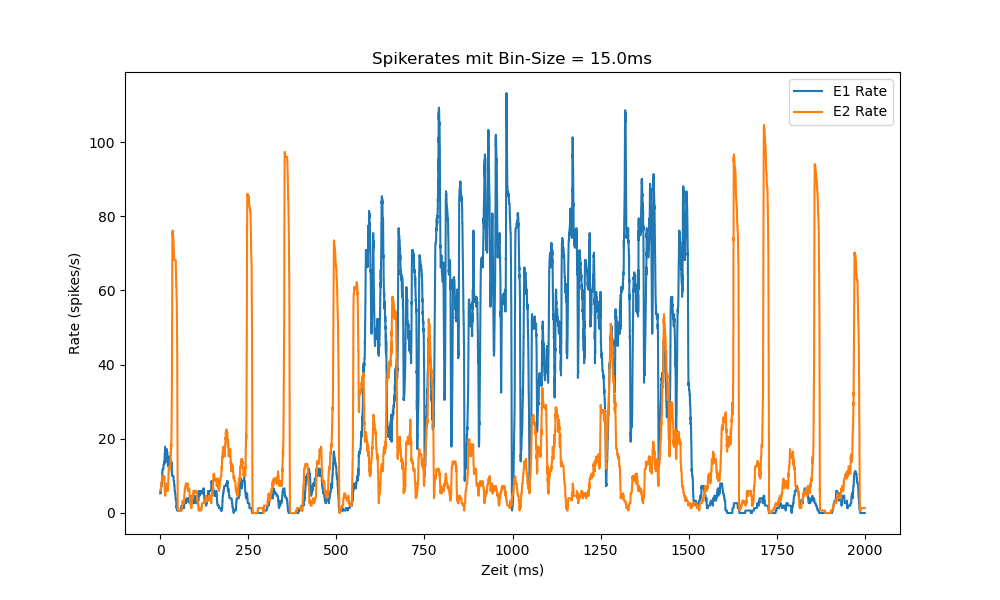 Spikerates mit Bin-Size = 15.0ms
E1 Rate
E2 Rate
Rate (spikes/s)
100
80
60
40
20
0
0 250 500 750 1000 1250 1500 1750 2000
Zeit (ms)